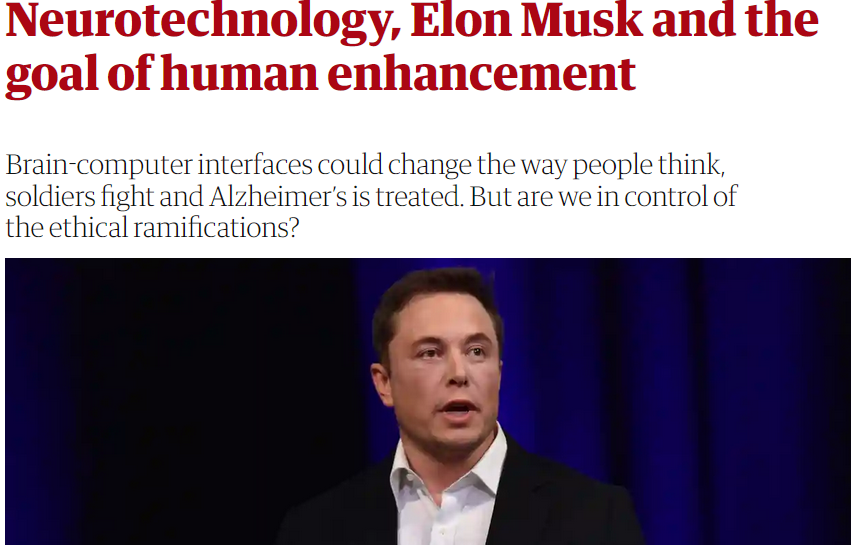 Neurotechnology, Elon Musk and the
goal of human enhancement
Brain-computer interfaces could change the way people think,
soldiers fight and Alzheimer’s is treated. But are we in control of
the ethical ramifications?